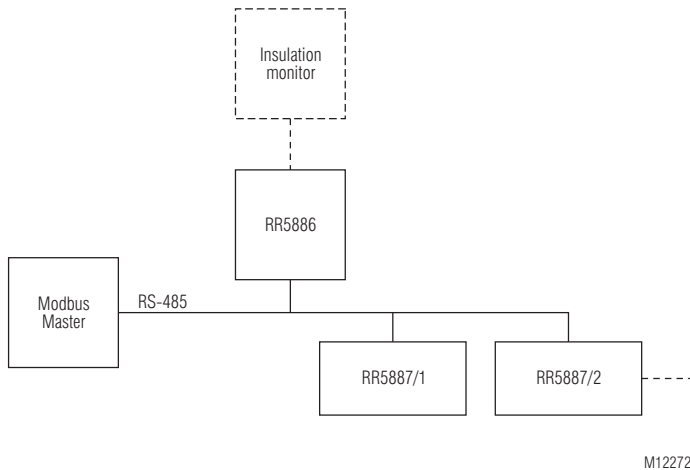 Insulation
monitor
RR5886
Modbus
Master
RS-485
RR5887/1
RR5887/2
M12272